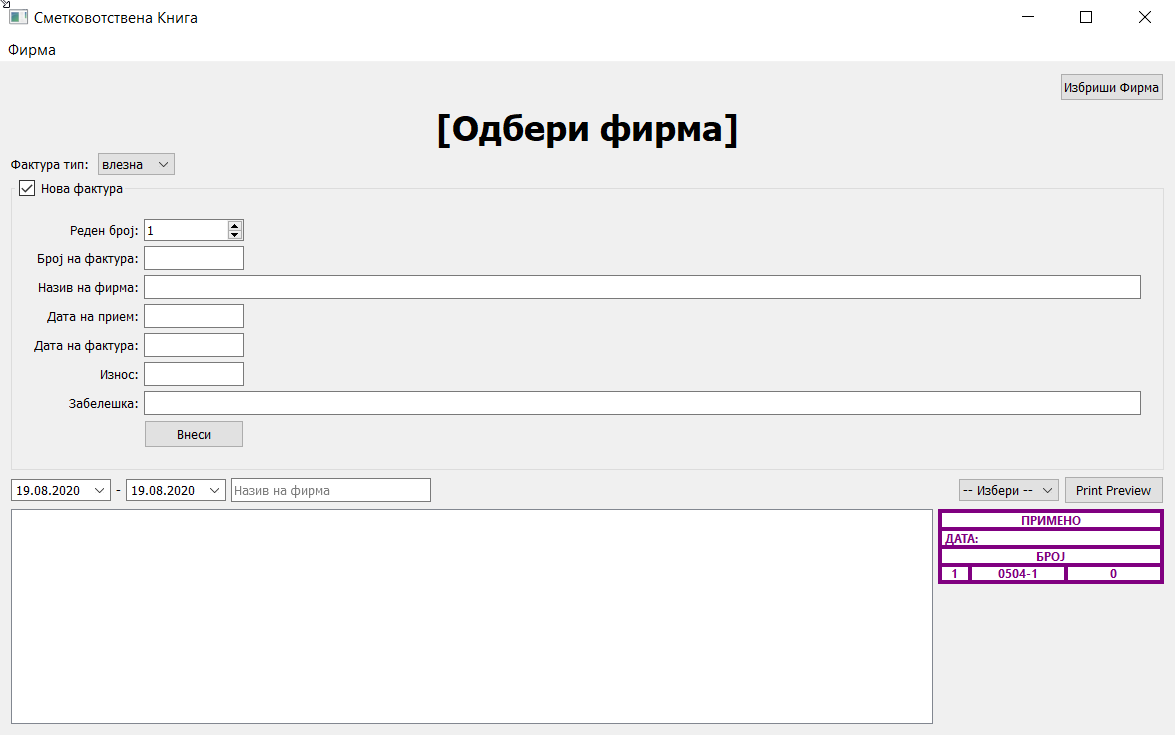 Сметковотствена Книга
Фирма
Избриши Фирма
[Одбери фирма]
Фактура тип: влезна
Нова фактура
Реден број: 1
Број на фактура:
Назив на фирма:
Дата на прием:
Дата на фактура:
Износ:
Забелешка:
Внеси
19.08.2020 - 19.08.2020 Назив на фирма -- Избери -- Print Preview
ПРИМЕНО
ДАТА:
БРОЈ
1 0504-1 0